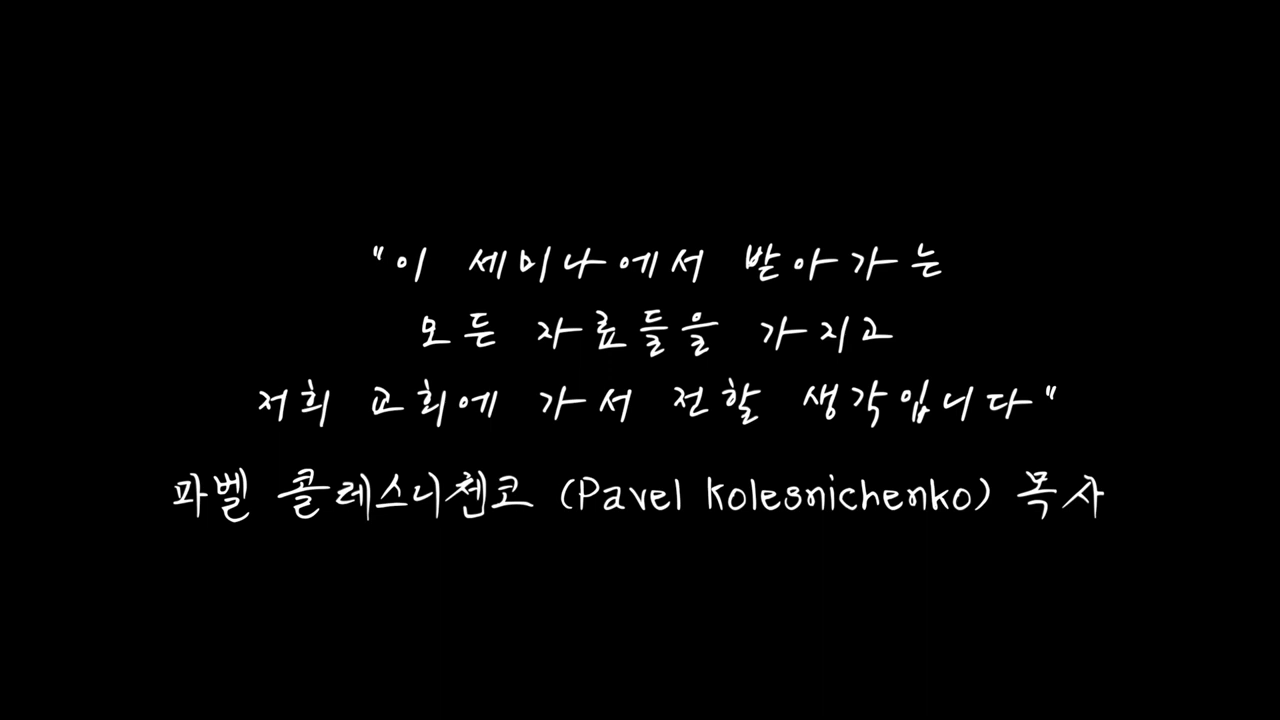 "이 세미나에서 받아가는
모든 자료들을 가지고
저희 교회에 가서 전할 생각입니다"
파벨 콜레스니첸코 (Pavel Kolesnichenko) 목사